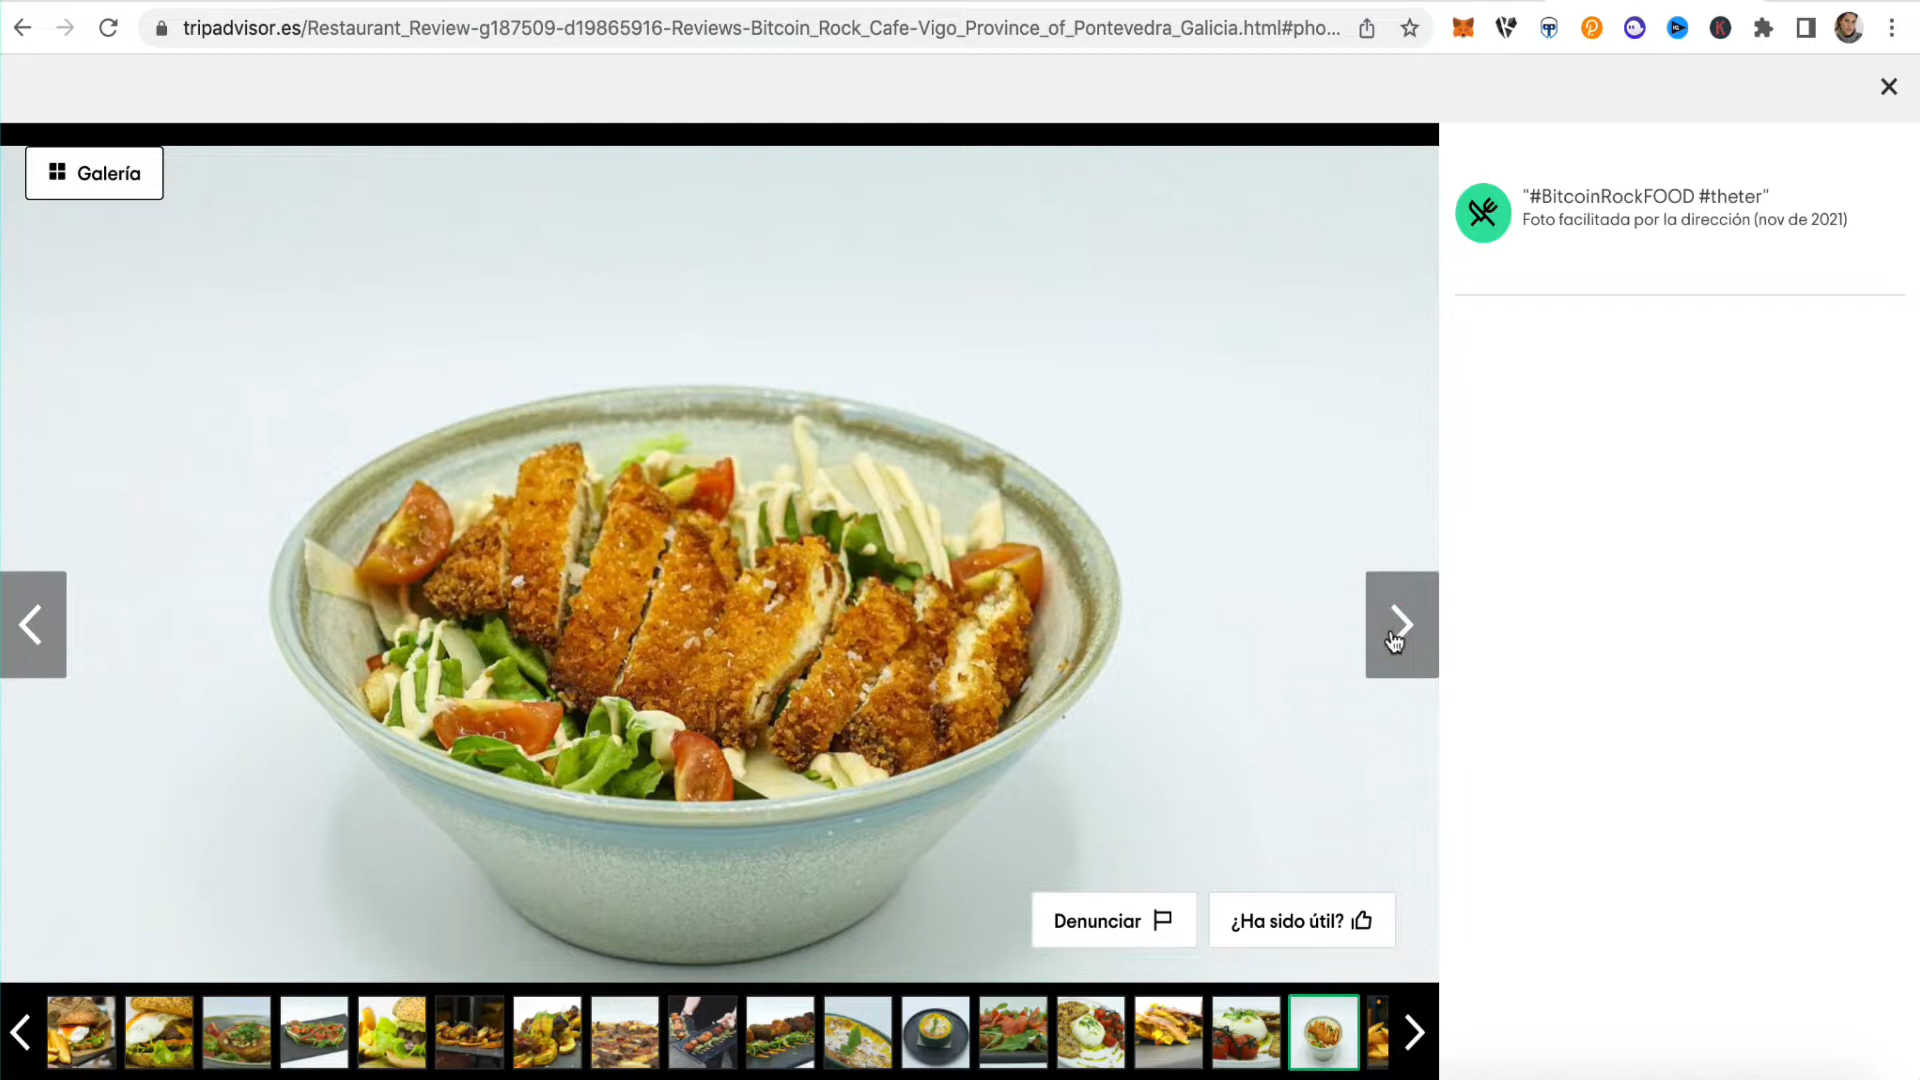 tripadvisor.es/Restaurant_Review-g187509-d19865916-Reviews-Bitcoin_Rock_Cafe-Vigo_Province_of_Pontevedra_Galicia.html#pho...
Galería
"#BitcoinRockFOOD #theter"
Foto facilitada por la dirección (nov de 2021)
Denunciar
¿Ha sido útil?